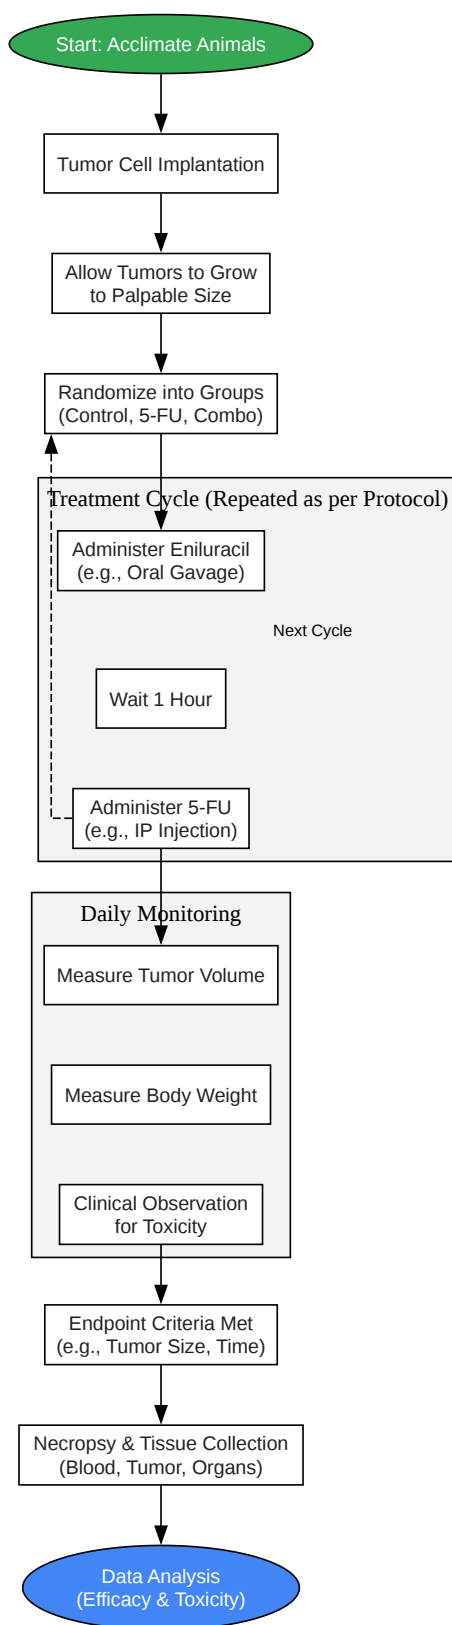 Start: Acclimate Animals
Tumor Cell Implantation
Allow Tumors to Grow
to Palpable Size
Randomize into Groups
(Control, 5-FU, Combo)
Treatment Cycle (Repeated as per Protocol)
Administer Eniluracil
(e.g., Oral Gavage)
Next Cycle
Wait 1 Hour
Administer 5-FU
(e.g., IP Injection)
Daily Monitoring
Measure Tumor Volume
Measure Body Weight
Clinical Observation
for Toxicity
Endpoint Criteria Met
(e.g., Tumor Size, Time)
Necropsy & Tissue Collection
(Blood, Tumor, Organs)
Data Analysis
(Efficacy & Toxicity)